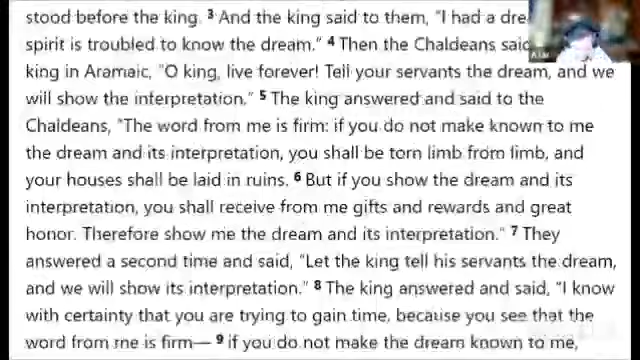 stood before the king. 3 And the king said to them, "I had a
spirit is troubled to know the dream." 4 Then the Chaldeans said
king in Aramaic, "O king, live forever! Tell your servants the dream, and we
will show the interpretation." 5 The king answered and said to the
Chaldeans, "The word from me is firm: if you do not make known to me
the dream and its interpretation, you shall be torn limb from limb, and
your houses shall be laid in ruins. 6 But if you show the dream and its
interpretation, you shall receive from me gifts and rewards and great
honor. Therefore show me the dream and its interpretation." 7 They
answered a second time and said, "Let the king tell his servants the dream,
and we will show its interpretation." 8 The king answered and said, "I know
with certainty that you are trying to gain time, because you see that the
word from me is firm— 9 if you do not make the dream known to me,